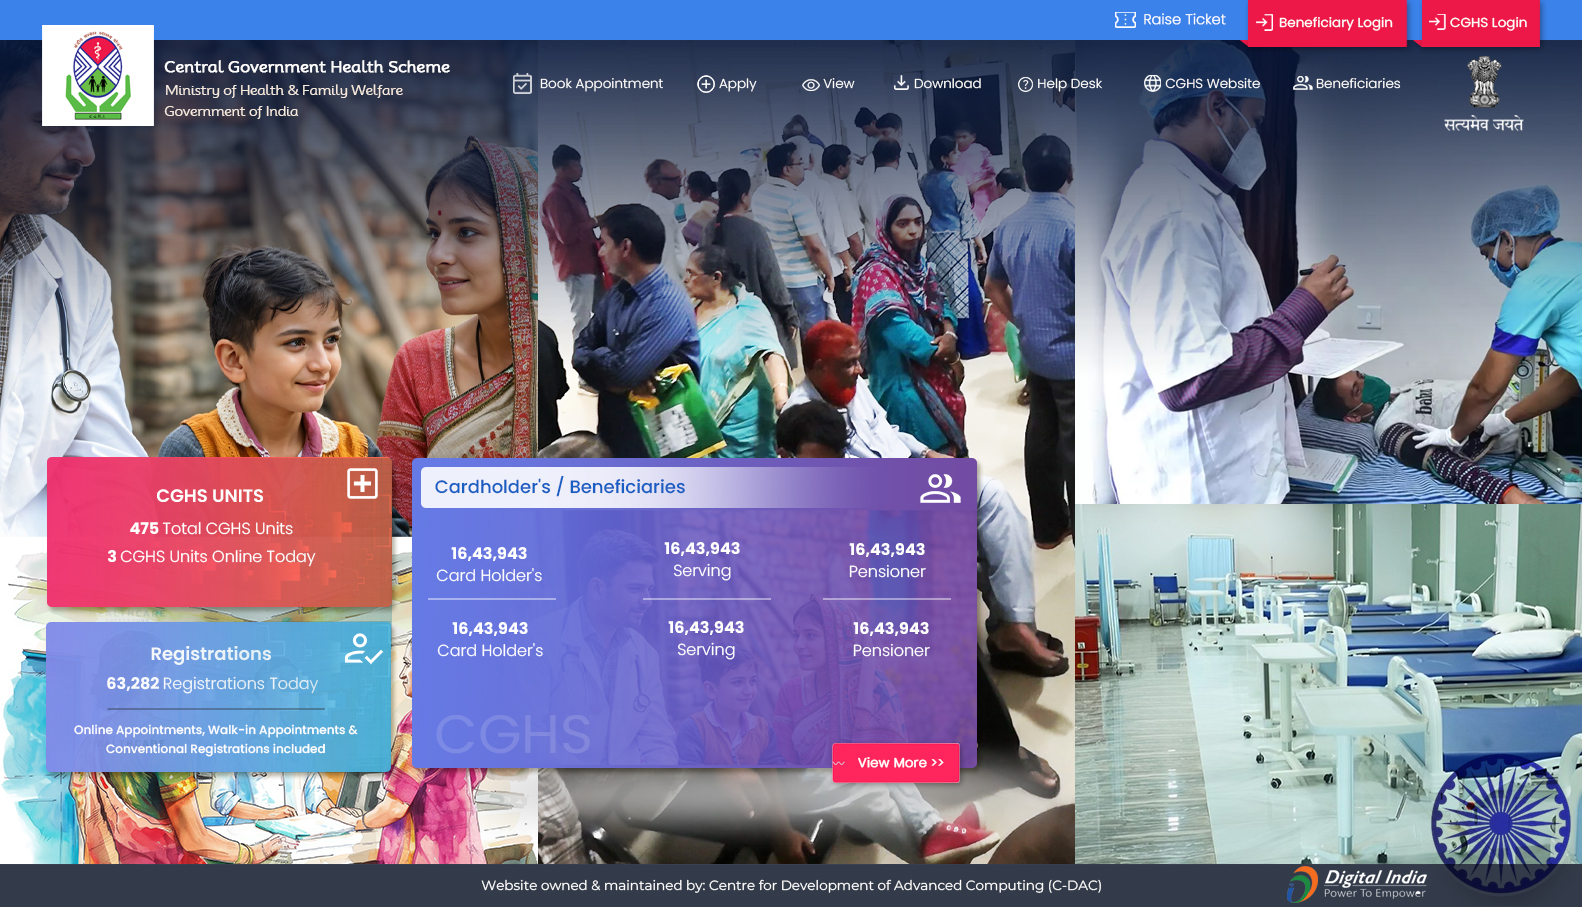 Raise Ticket
Beneficiary Login
CGHS Login
Central Government Health Scheme
Ministry of Health & Family Welfare
Government of India
Book Appointment
Apply
View
Download
Help Desk
CGHS Website
Beneficiaries
सत्यमेव जयते
CGHS UNITS
475 Total CGHS Units
3 CGHS Units Online Today
Registrations
63,282 Registrations Today
Online Appointments, Walk-in Appointments &
Conventional Registrations included
Cardholder's / Beneficiaries
16,43,943
Card Holder's
16,43,943
Serving
16,43,943
Pensioner
16,43,943
Card Holder's
16,43,943
Serving
16,43,943
Pensioner
CGHS
View More >>
Website owned & maintained by: Centre for Development of Advanced Computing (C-DAC)
Digital India
Power To Empower